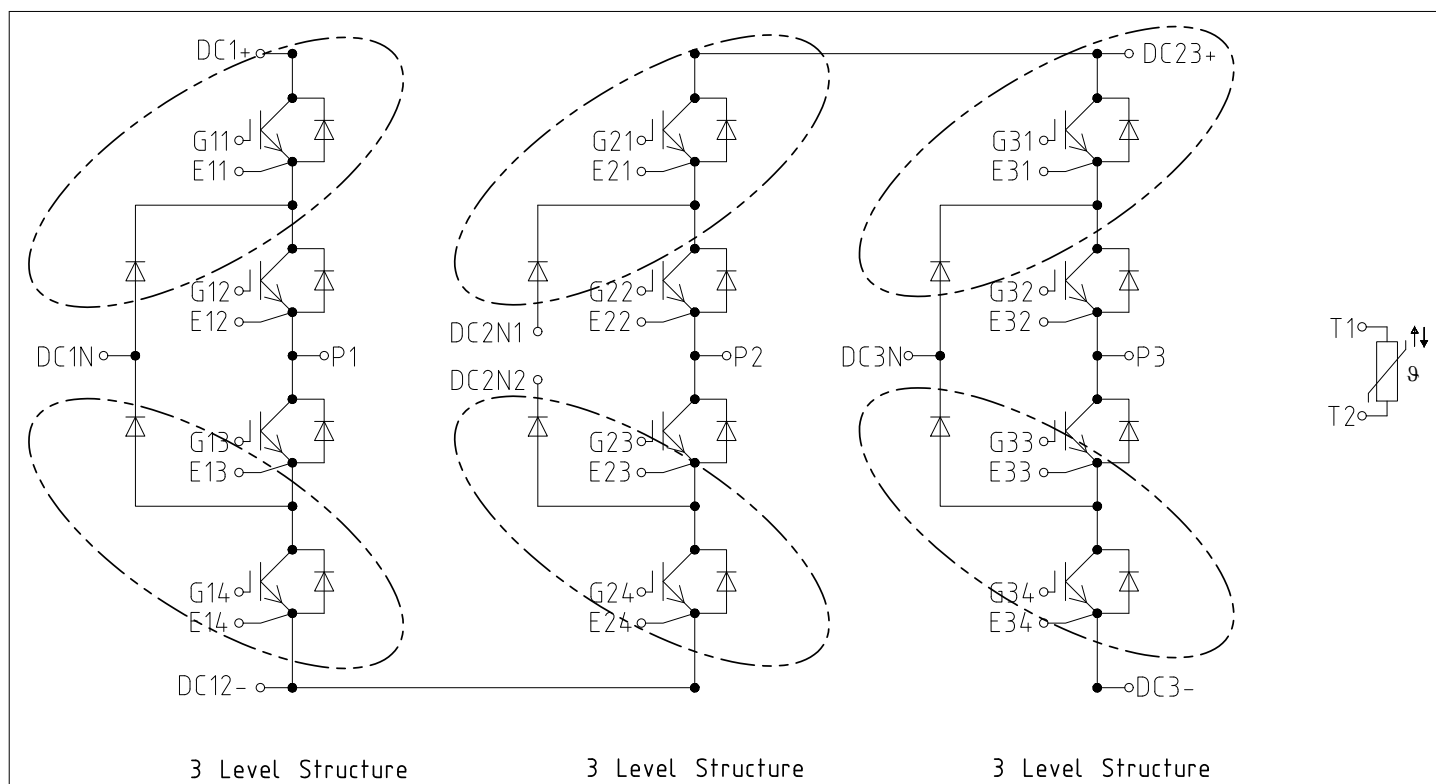 DC1+
DC23+
G11
G21
G31
E11
E21
E31
G12
G22
G32
E12
E22
E32
DC2N1
T1
DC1N
P1
P2
DC3N
P3
ϑ
DC2N2
T2
G13
G23
G33
E13
E23
E33
G14
G24
G34
E14
E24
E34
DC12-
DC3-
3 Level Structure
3 Level Structure
3 Level Structure